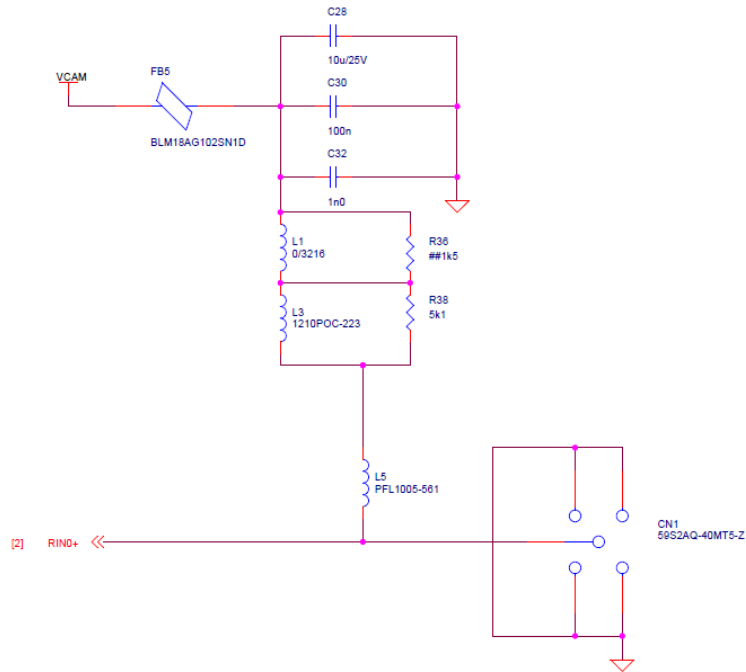 C28
10u/25V
VCAM
FB5
BLM18AG102SN1D
C30
100n
C32
1n0
L1
0/3216
R36
##1k5
L3
1210POC-223
R38
5k1
L5
PFL1005-561
[2] RIN0+
CN1
59S2AQ-40MT5-Z